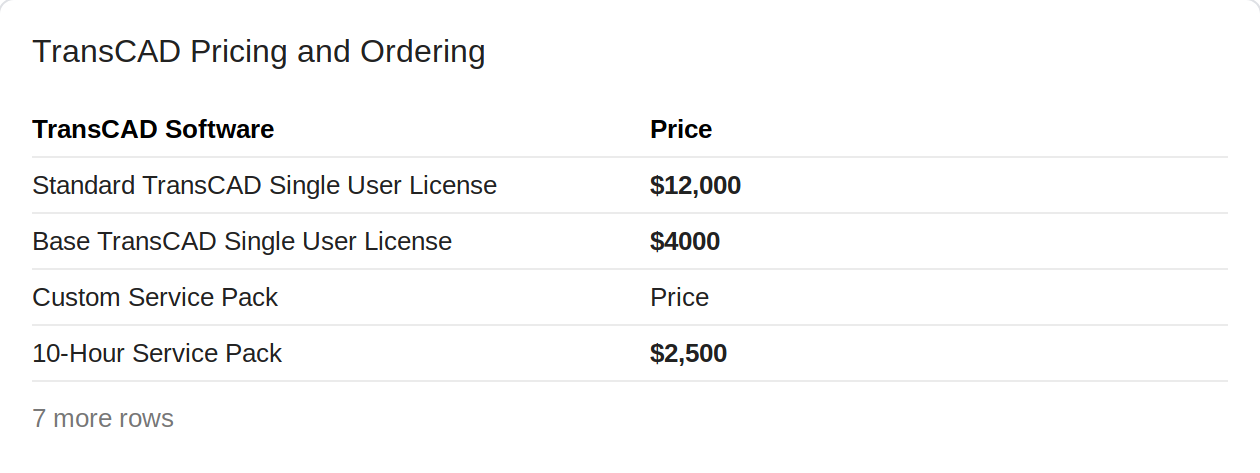 TransCAD Pricing and Ordering
TransCAD Software Price
Standard TransCAD Single User License $12,000
Base TransCAD Single User License $4000
Custom Service Pack Price
10-Hour Service Pack $2,500
7 more rows